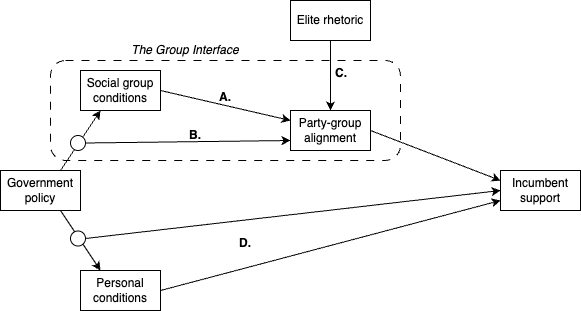 Elite rhetoric
The Group Interface
Social group
conditions
A.
C.
B.
Party-group
alignment
Government
policy
Incumbent
support
D.
Personal
conditions